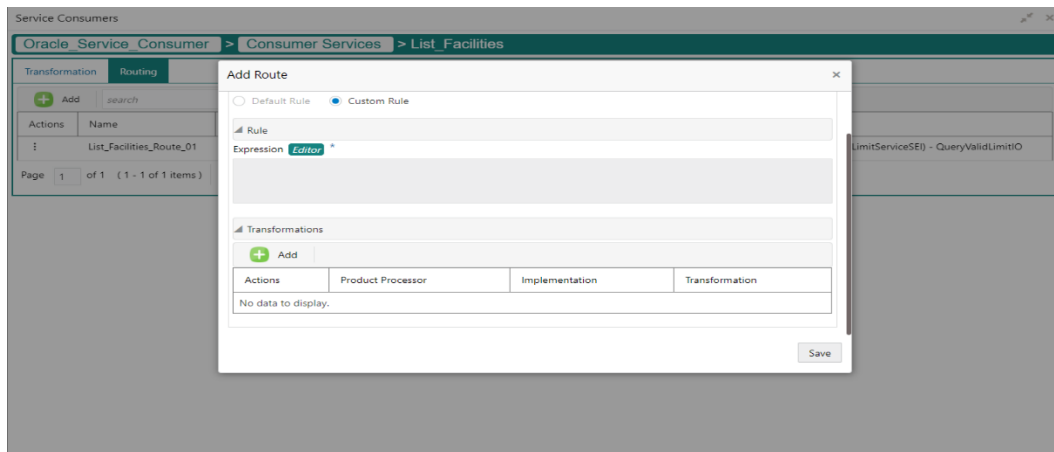 Service Consumers
Oracle_Service_Consumer > Consumer Services > List_Facilities
Transformation Routing
Add search
Actions Name
List_Facilities_Route_01
LimitServiceSEI) - QueryValidLimitIO
Page 1 of 1 ( 1 - 1 of 1 items )
Add Route
Default Rule Custom Rule
Rule
Expression Editor *
Transformations
Add
Actions Product Processor Implementation Transformation
No data to display.
Save